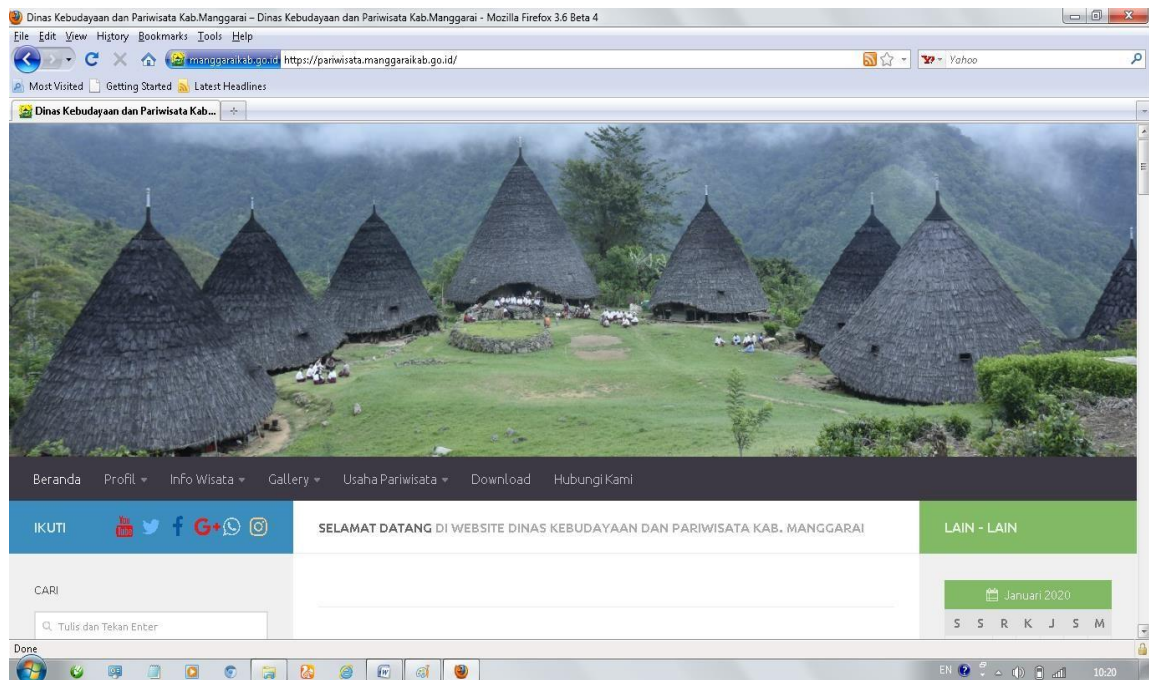 Dinas Kebudayaan dan Pariwisata Kab.Manggarai – Dinas Kebudayaan dan Pariwisata Kab.Manggarai - Mozilla Firefox 3.6 Beta 4
File Edit View History Bookmarks Tools Help
manggaraikab.go.id https://pariwisata.manggaraikab.go.id/ Yahoo
Most Visited Getting Started Latest Headlines
Dinas Kebudayaan dan Pariwisata Kab...
Beranda Profil Info Wisata Gallery Usaha Pariwisata Download Hubungi Kami
IKUTI You Tube G+ SELAMAT DATANG DI WEBSITE DINAS KEBUDAYAAN DAN PARIWISATA KAB. MANGGARAI LAIN - LAIN
CARI
Januari 2020
Tulis dan Tekan Enter
S S R K J S M
Done
EN 10:20